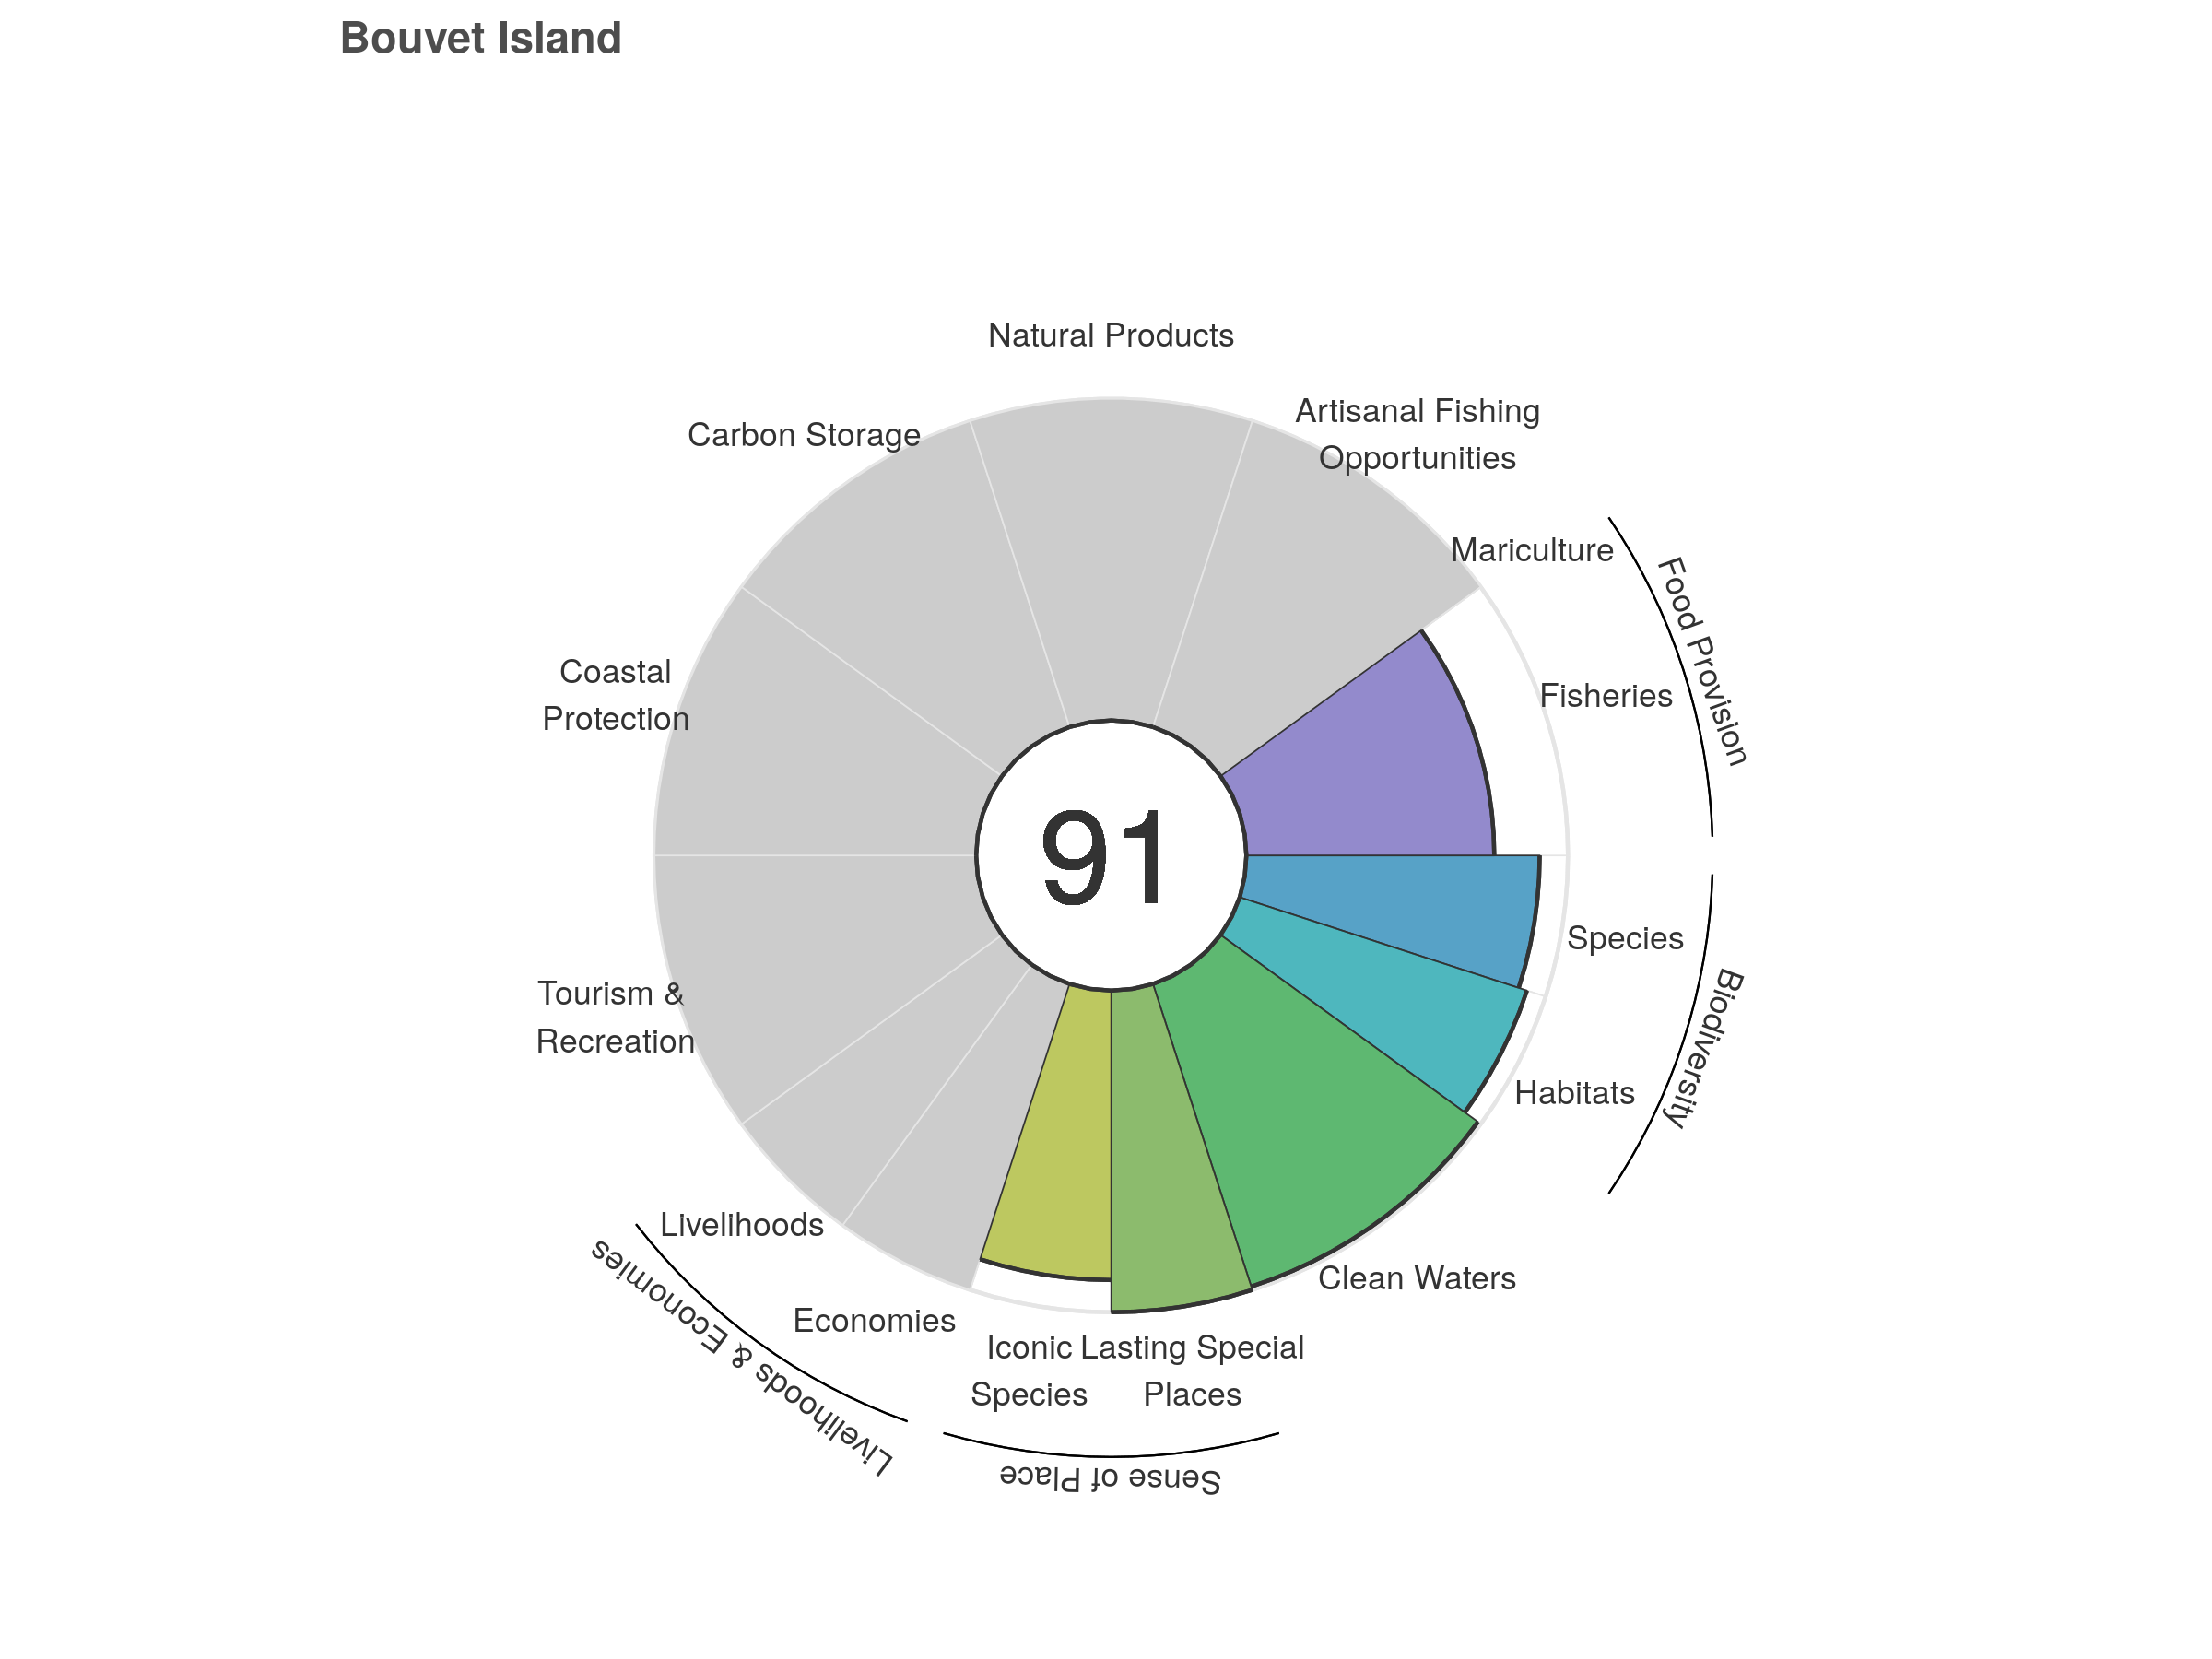 Bouvet Island
Natural Products
Artisanal Fishing
Opportunities
Carbon Storage
Mariculture
Food Provision
Fisheries
Coastal
Protection
91
Species
Biodiversity
Habitats
Tourism &
Recreation
Clean Waters
Livelihoods
Economies
Livelihoods & Economies
Iconic
Species
Lasting Special
Places
Sense of Place